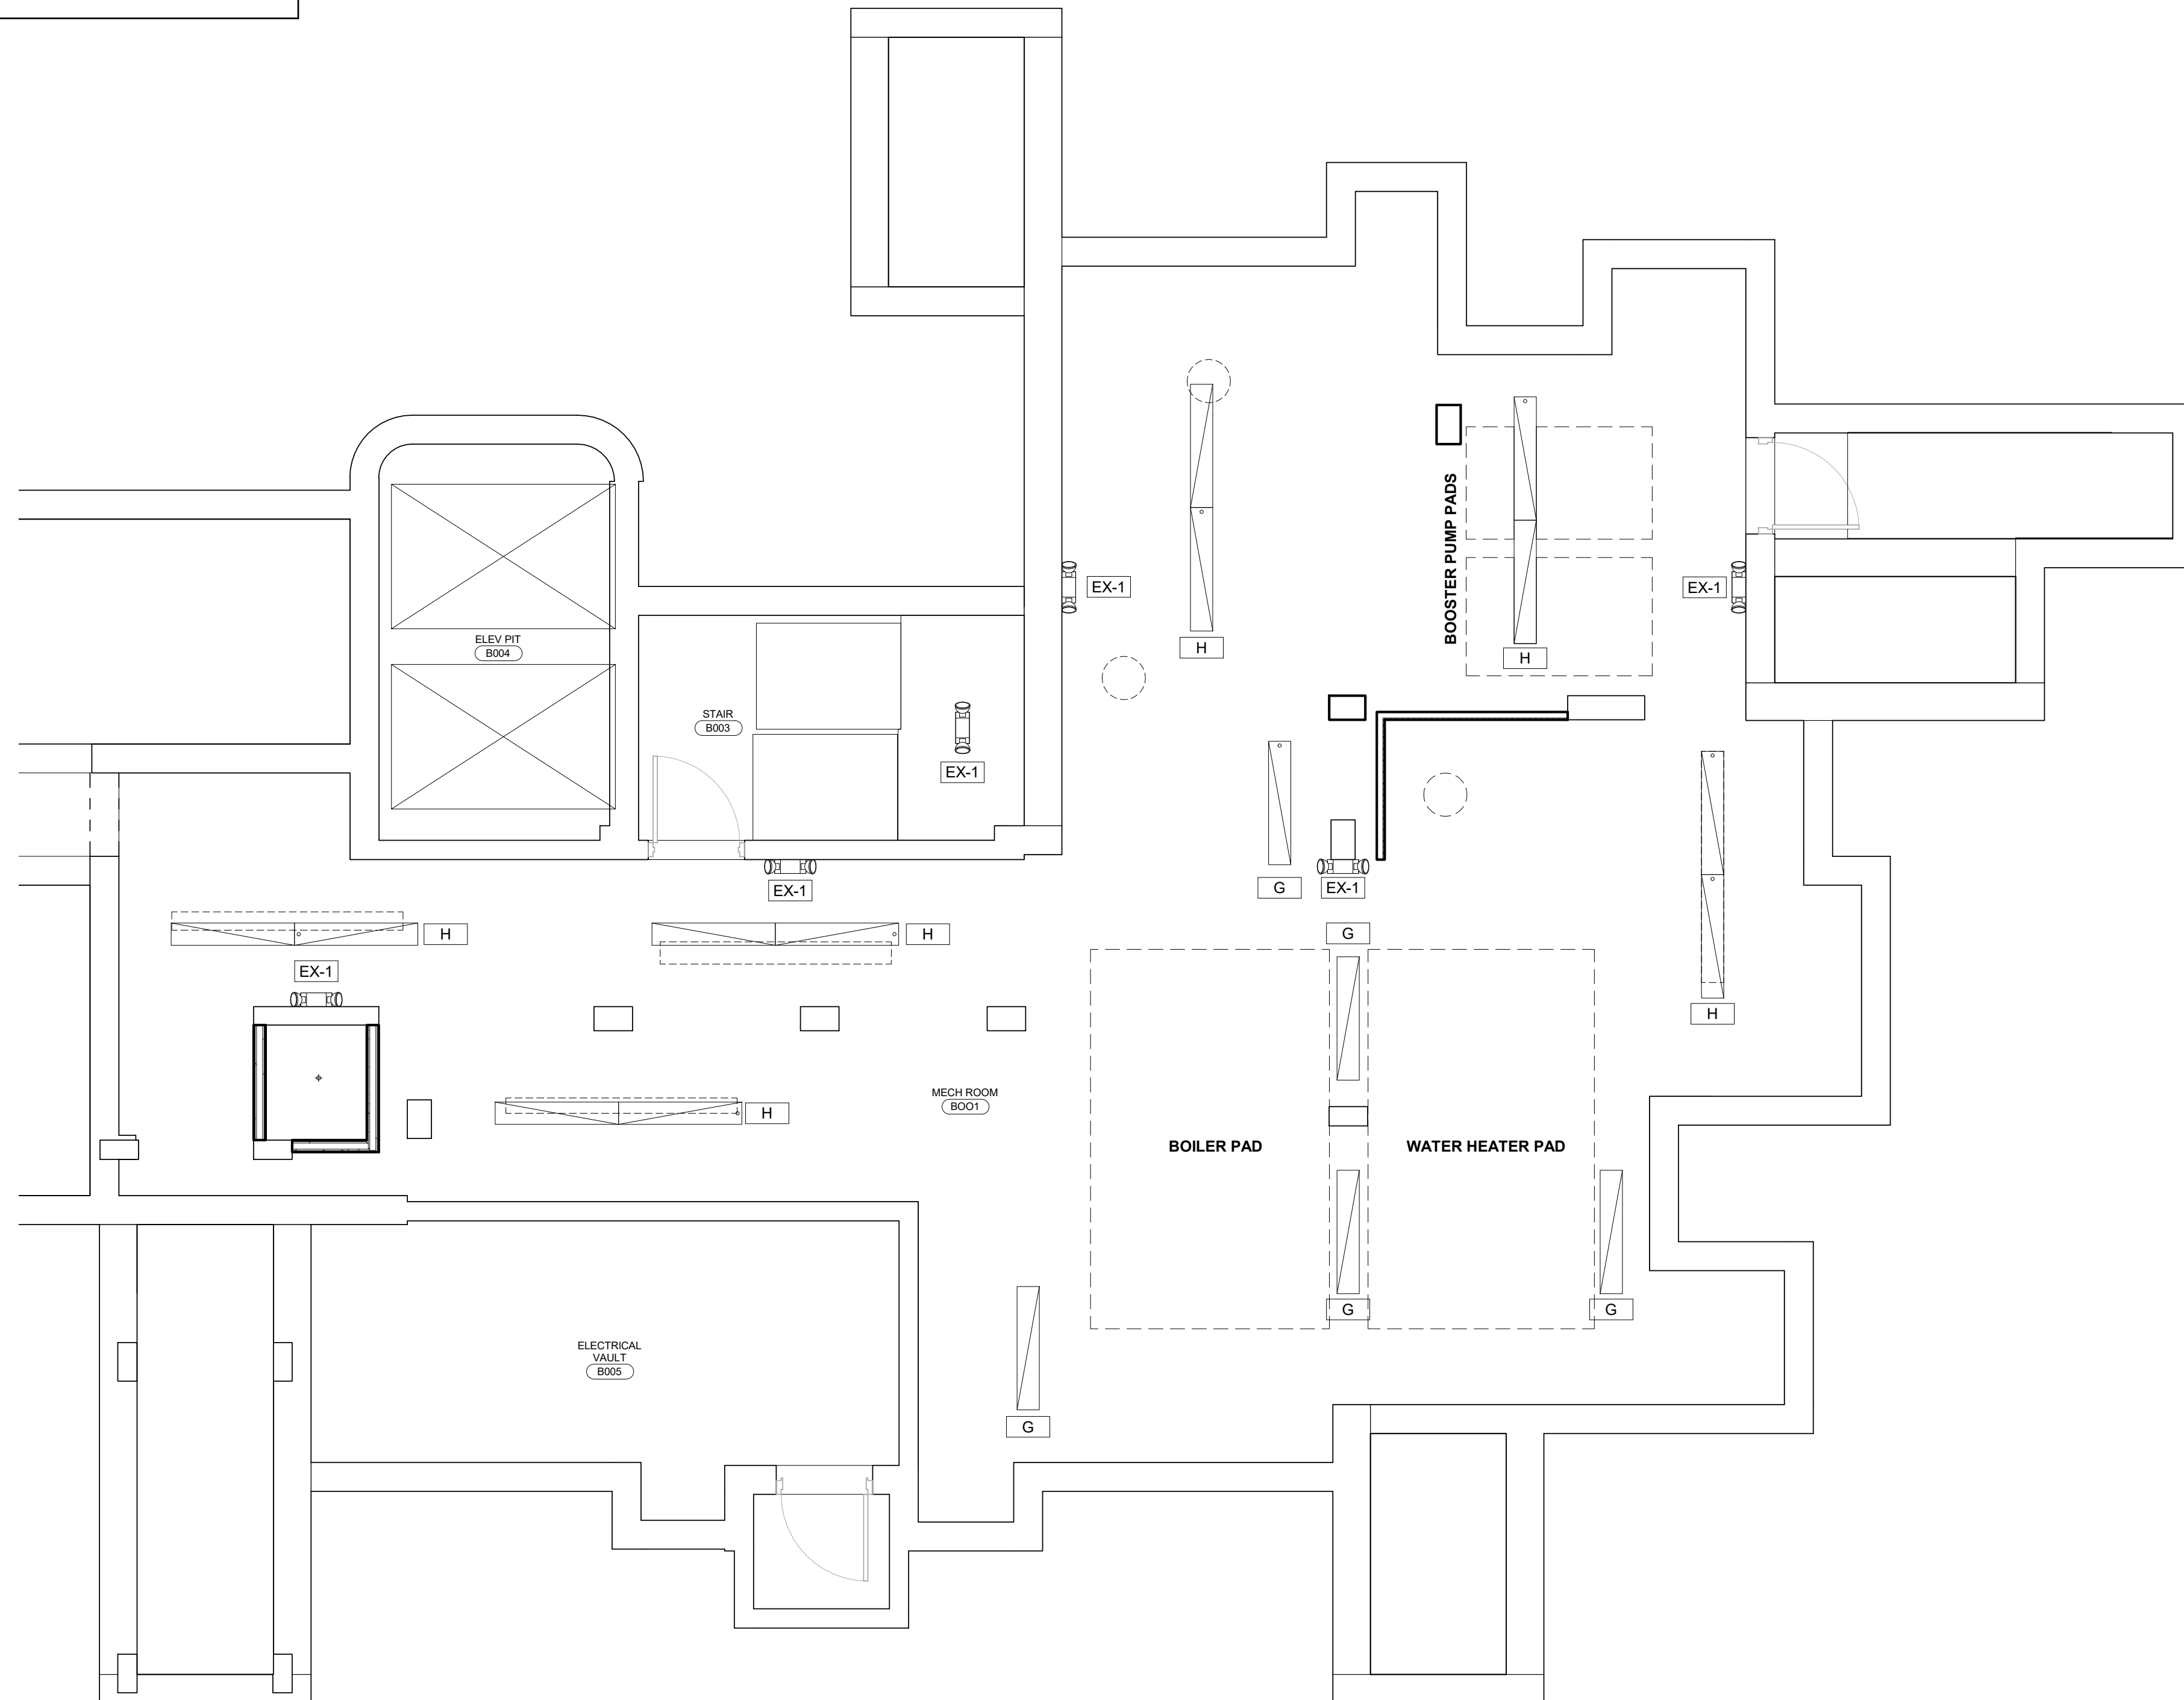 EX-1
EX-1
BOOSTER PUMP PADS
ELEV PIT
B004
H
H
STAIR
B003
EX-1
G
EX-1
EX-1
H
H
G
EX-1
H
MECH ROOM
BOO1
H
BOILER PAD
WATER HEATER PAD
G
G
ELECTRICAL
VAULT
B005
G